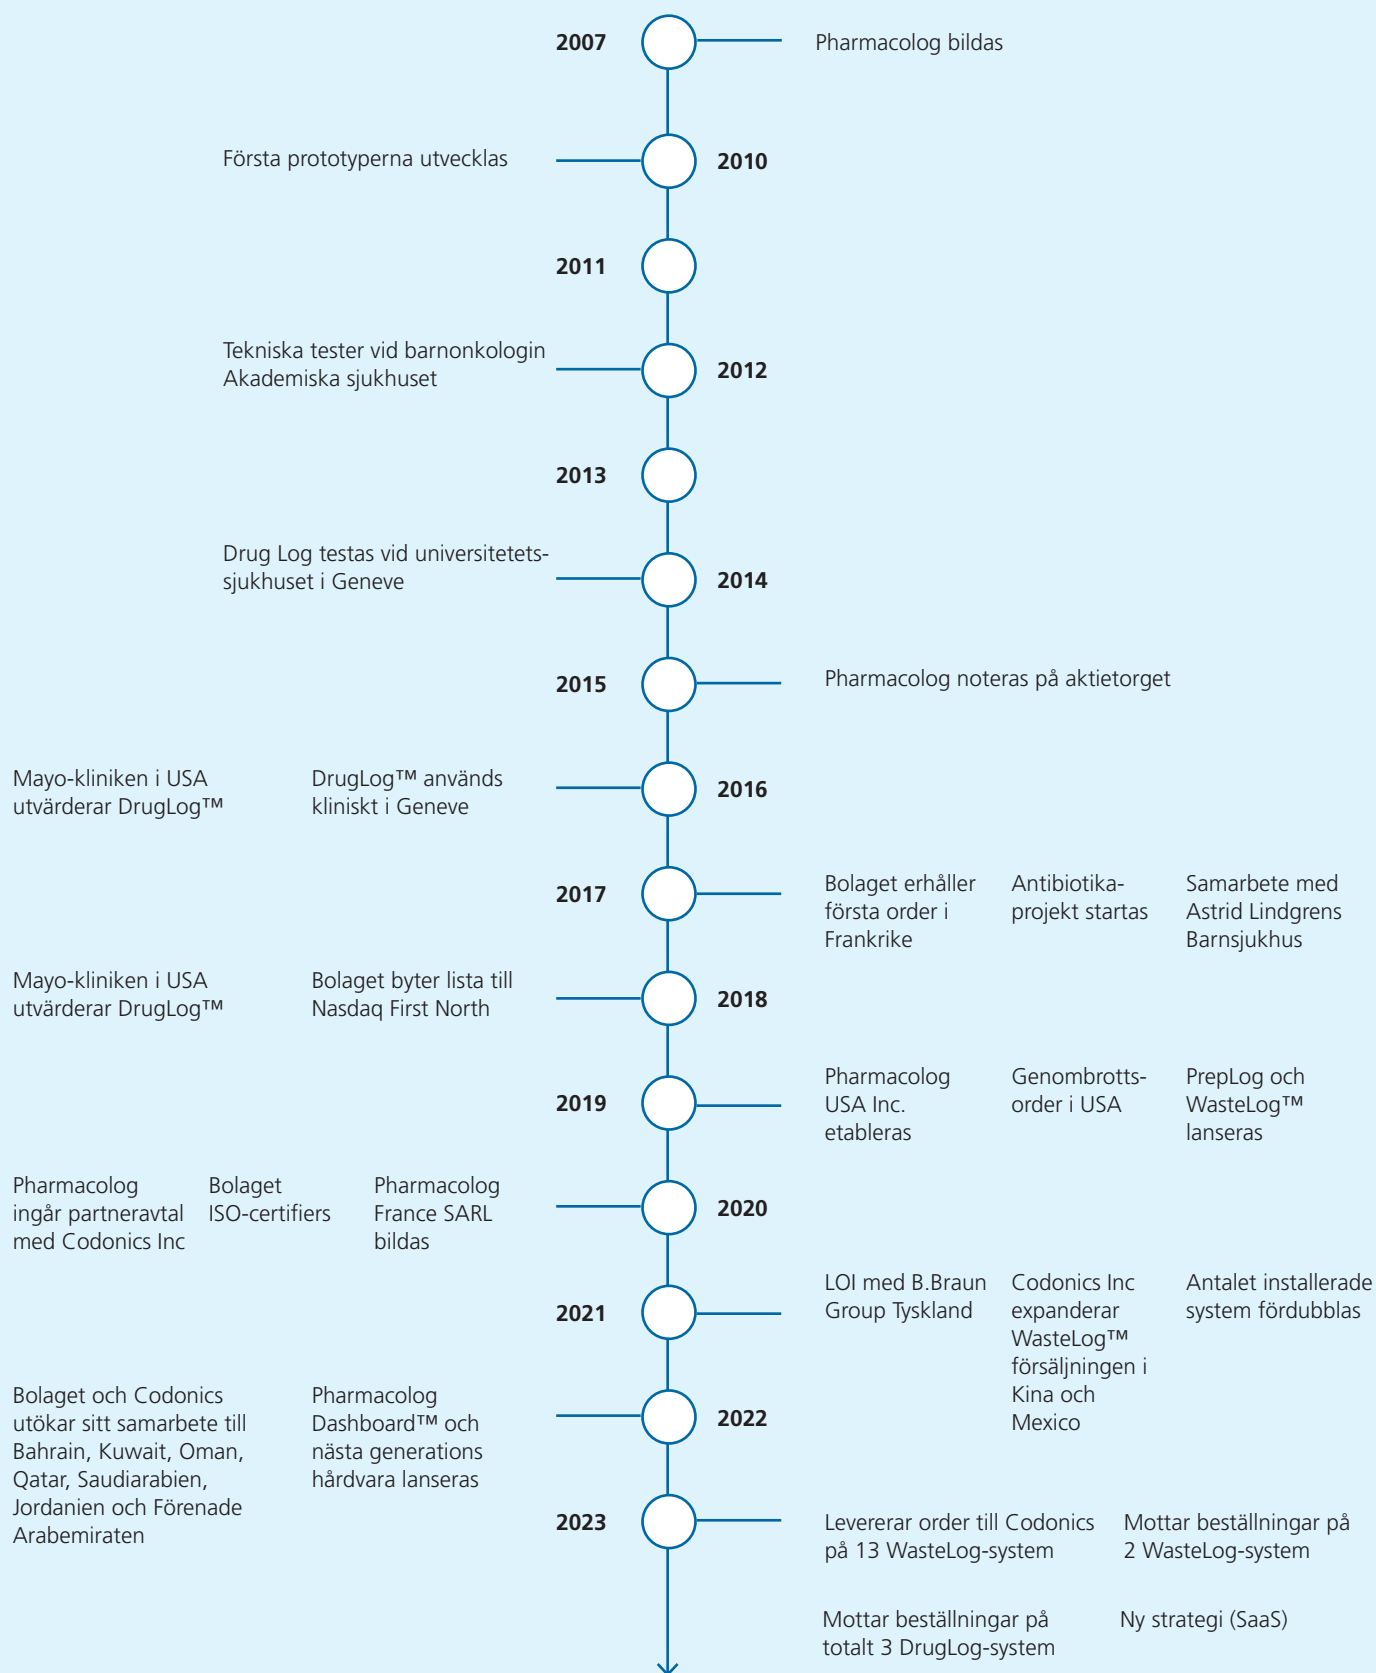 2007
Pharmacolog bildas
Första prototyperna utvecklas
2010
2011
Tekniska tester vid barnonkologin
Akademiska sjukhuset
2012
2013
Drug Log testas vid universitetets-
sjukhuset i Geneve
2014
2015
Pharmacolog noteras på aktietorget
Mayo-kliniken i USA
utvärderar DrugLog™
DrugLog™ används
kliniskt i Geneve
2016
2017
Bolaget erhåller
första order i
Frankrike
Antibiotika-
projekt startas
Samarbete med
Astrid Lindgrens
Barnsjukhus
Mayo-kliniken i USA
utvärderar DrugLog™
Bolaget byter lista till
Nasdaq First North
2018
2019
Pharmacolog
USA Inc.
etableras
Genombrotts-
order i USA
PrepLog och
WasteLog™
lanseras
Pharmacolog
ingår partneravtal
med Codonics Inc
Bolaget
ISO-certifiers
Pharmacolog
France SARL
bildas
2020
2021
LOI med B.Braun
Group Tyskland
Codonics Inc
expanderar
WasteLog™
försäljningen i
Kina och
Mexico
Antalet installerade
system fördubblas
Bolaget och Codonics
utökar sitt samarbete till
Bahrain, Kuwait, Oman,
Qatar, Saudiarabien,
Jordanien och Förenade
Arabemiraten
Pharmacolog
Dashboard™ och
nästa generations
hårdvara lanseras
2022
2023
Levererar order till Codonics
på 13 WasteLog-system
Mottar beställningar på
2 WasteLog-system
Mottar beställningar på
totalt 3 DrugLog-system
Ny strategi (SaaS)